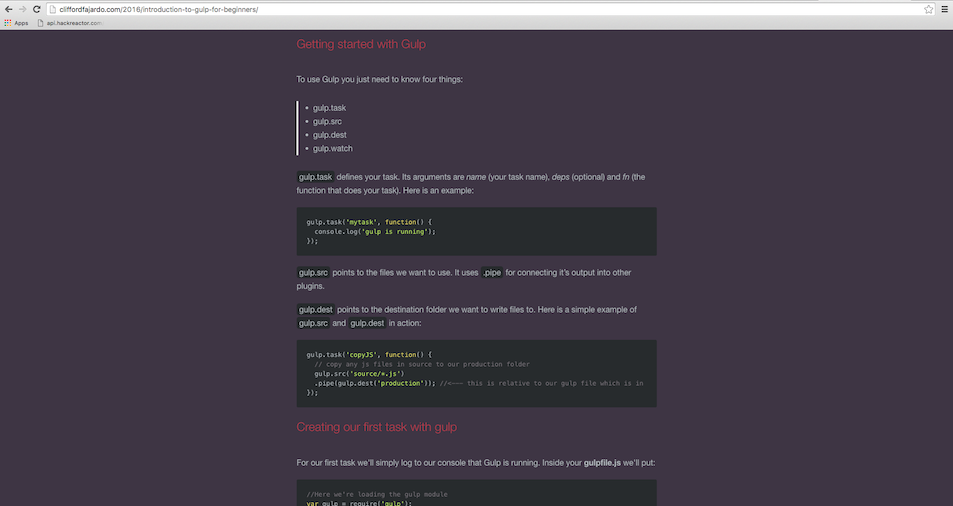 cliffordfajardo.com/2016/introduction-to-gulp-for-beginners/
Apps
api.hackreactor.com
Getting started with Gulp
To use Gulp you just need to know four things:
gulp.task
gulp.src
gulp.dest
gulp.watch
gulp.task defines your task. Its arguments are name (your task name), deps (optional) and fn (the
function that does your task). Here is an example:
gulp.task('mytask', function() {
console.log('gulp is running');
});
gulp.src points to the files we want to use. It uses .pipe for connecting it's output into other
plugins.
gulp.dest points to the destination folder we want to write files to. Here is a simple example of
gulp.src and gulp.dest in action:
gulp.task('copyJS', function() {
// copy any js files in source to our production folder
gulp.src('source/*.js')
.pipe(gulp.dest('production')); //<~~~ this is relative to our gulp file which is in
});
Creating our first task with gulp
For our first task we'll simply log to our console that Gulp is running. Inside your gulpfile.js we'll put:
//Here we're loading the gulp module
var gulp = require('gulp');